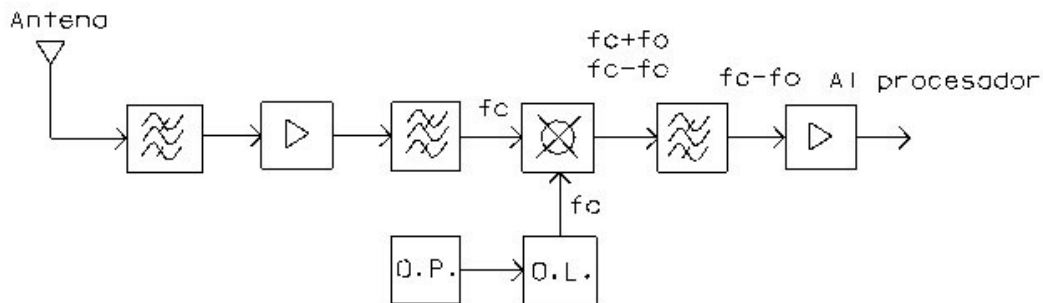 Antena
fc+fo
fc-fo
fc-fo Al procesador
fc
fc
O.P.
O.L.